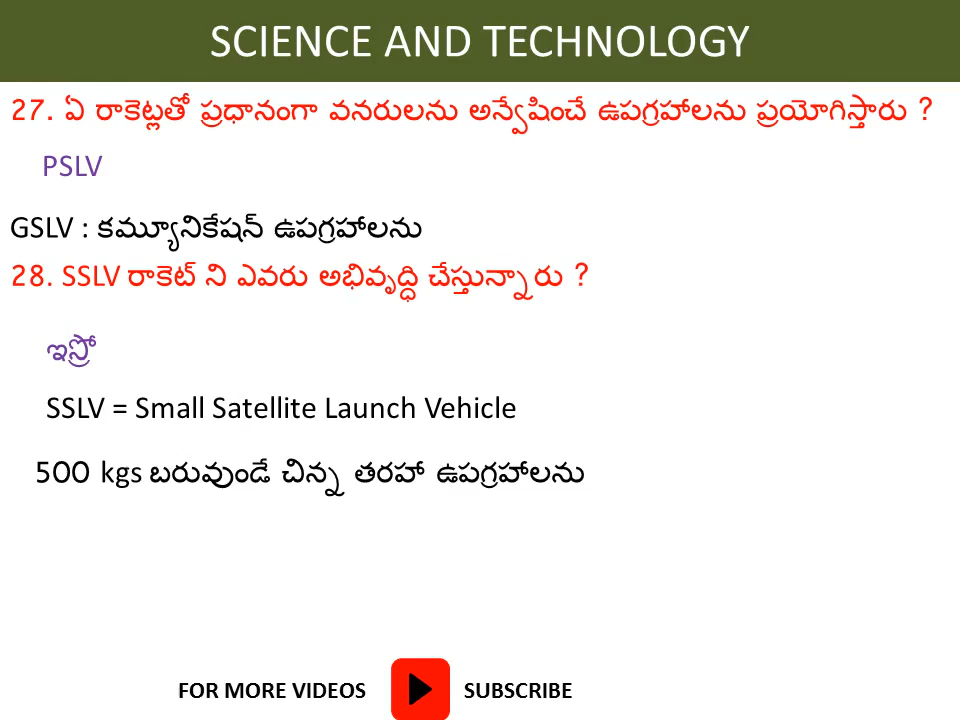 SCIENCE AND TECHNOLOGY
27. ఏ రాకెట్లతో ప్రధానంగా వనరులను అన్వేషించే ఉపగ్రహాలను ప్రయోగిస్తారు ?
PSLV
GSLV : కమ్యూనికేషన్ ఉపగ్రహాలను
28. SSLV రాకెట్ ని ఎవరు అభివృద్ధి చేస్తున్నారు ?
ఇస్రో
SSLV = Small Satellite Launch Vehicle
500 kgs బరువుండే చిన్న తరహా ఉపగ్రహాలను
FOR MORE VIDEOS SUBSCRIBE